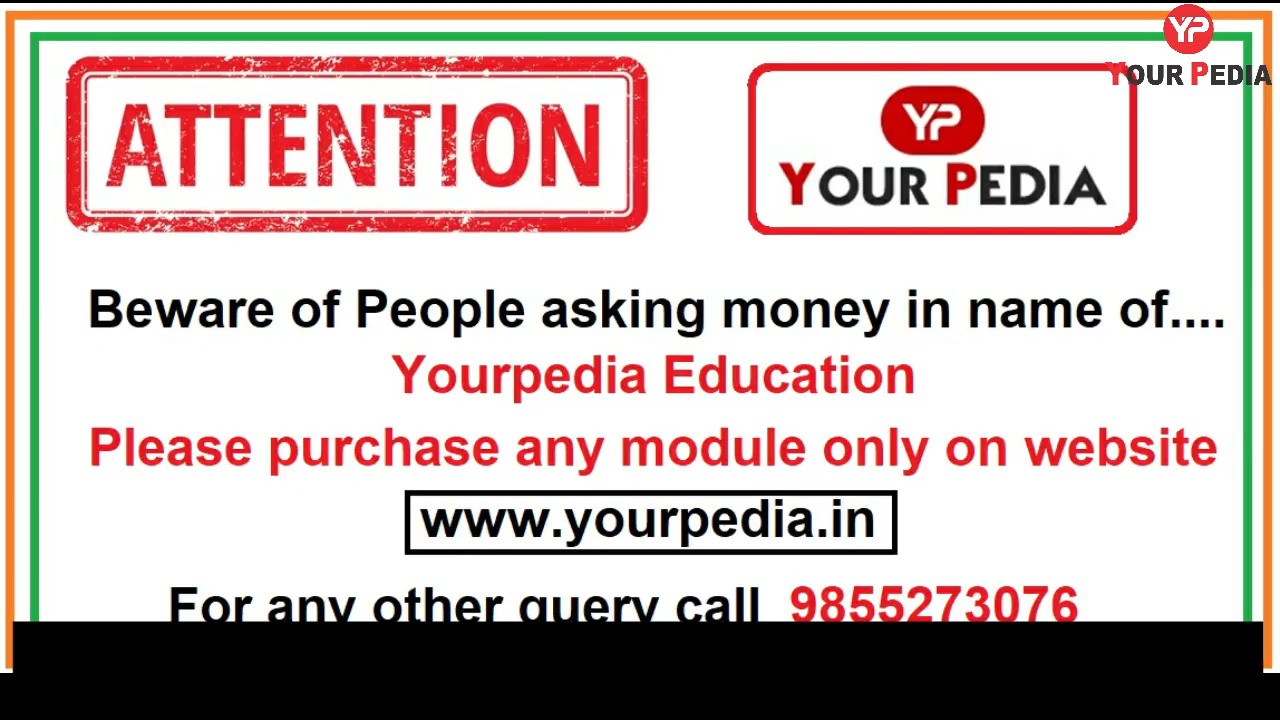 YP
YOUR PEDIA
ATTENTION
YP
YOUR PEDIA
Beware of People asking money in name of....
Yourpedia Education
Please purchase any module only on website
www.yourpedia.in
For any other query call 9855273076